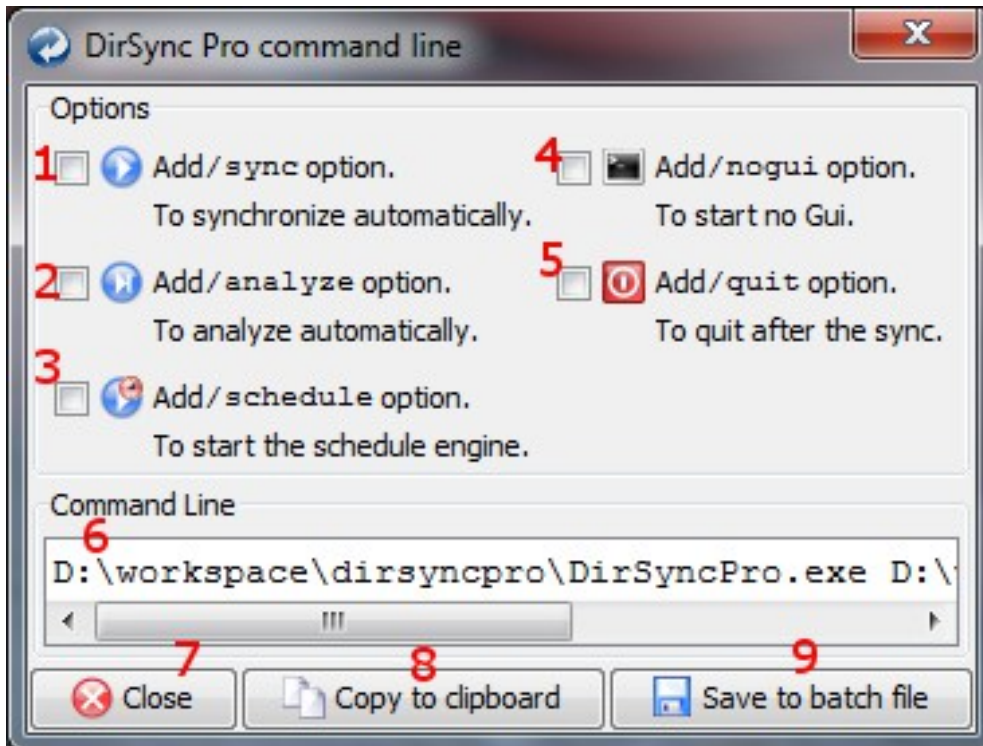 DirSync Pro command line
Options
1 Add/sync option.
To synchronize automatically.
2 Add/analyze option.
To analyze automatically.
3 Add/schedule option.
To start the schedule engine.
4 Add/nogui option.
To start no Gui.
5 Add/quit option.
To quit after the sync.
Command Line
6
D:\workspace\dirsyncpro\DirSyncPro.exe D:\
7 Close
8 Copy to clipboard
9 Save to batch file